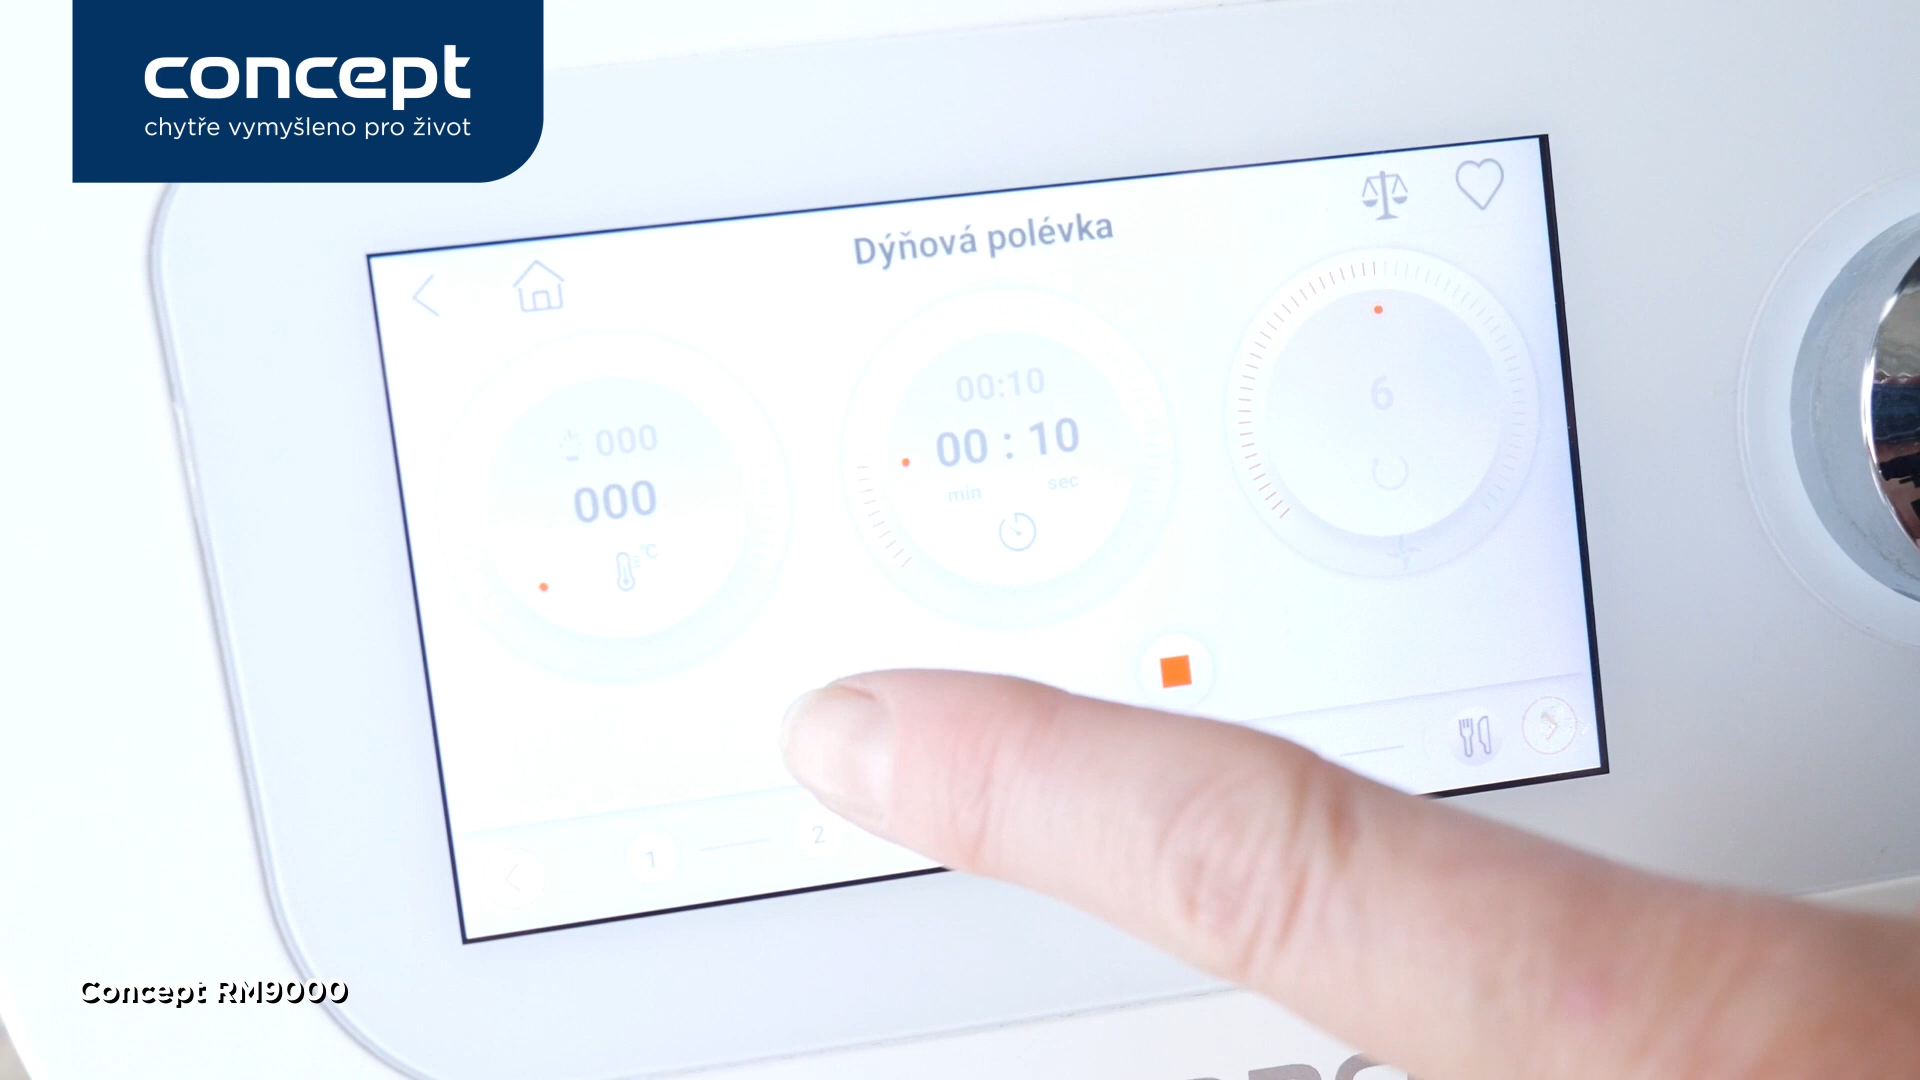 concept
chytře vymyšleno pro život
Dýňová polévka
000
000
°C
00:10
00 : 10
min sec
6
1
2
Concept RM9000